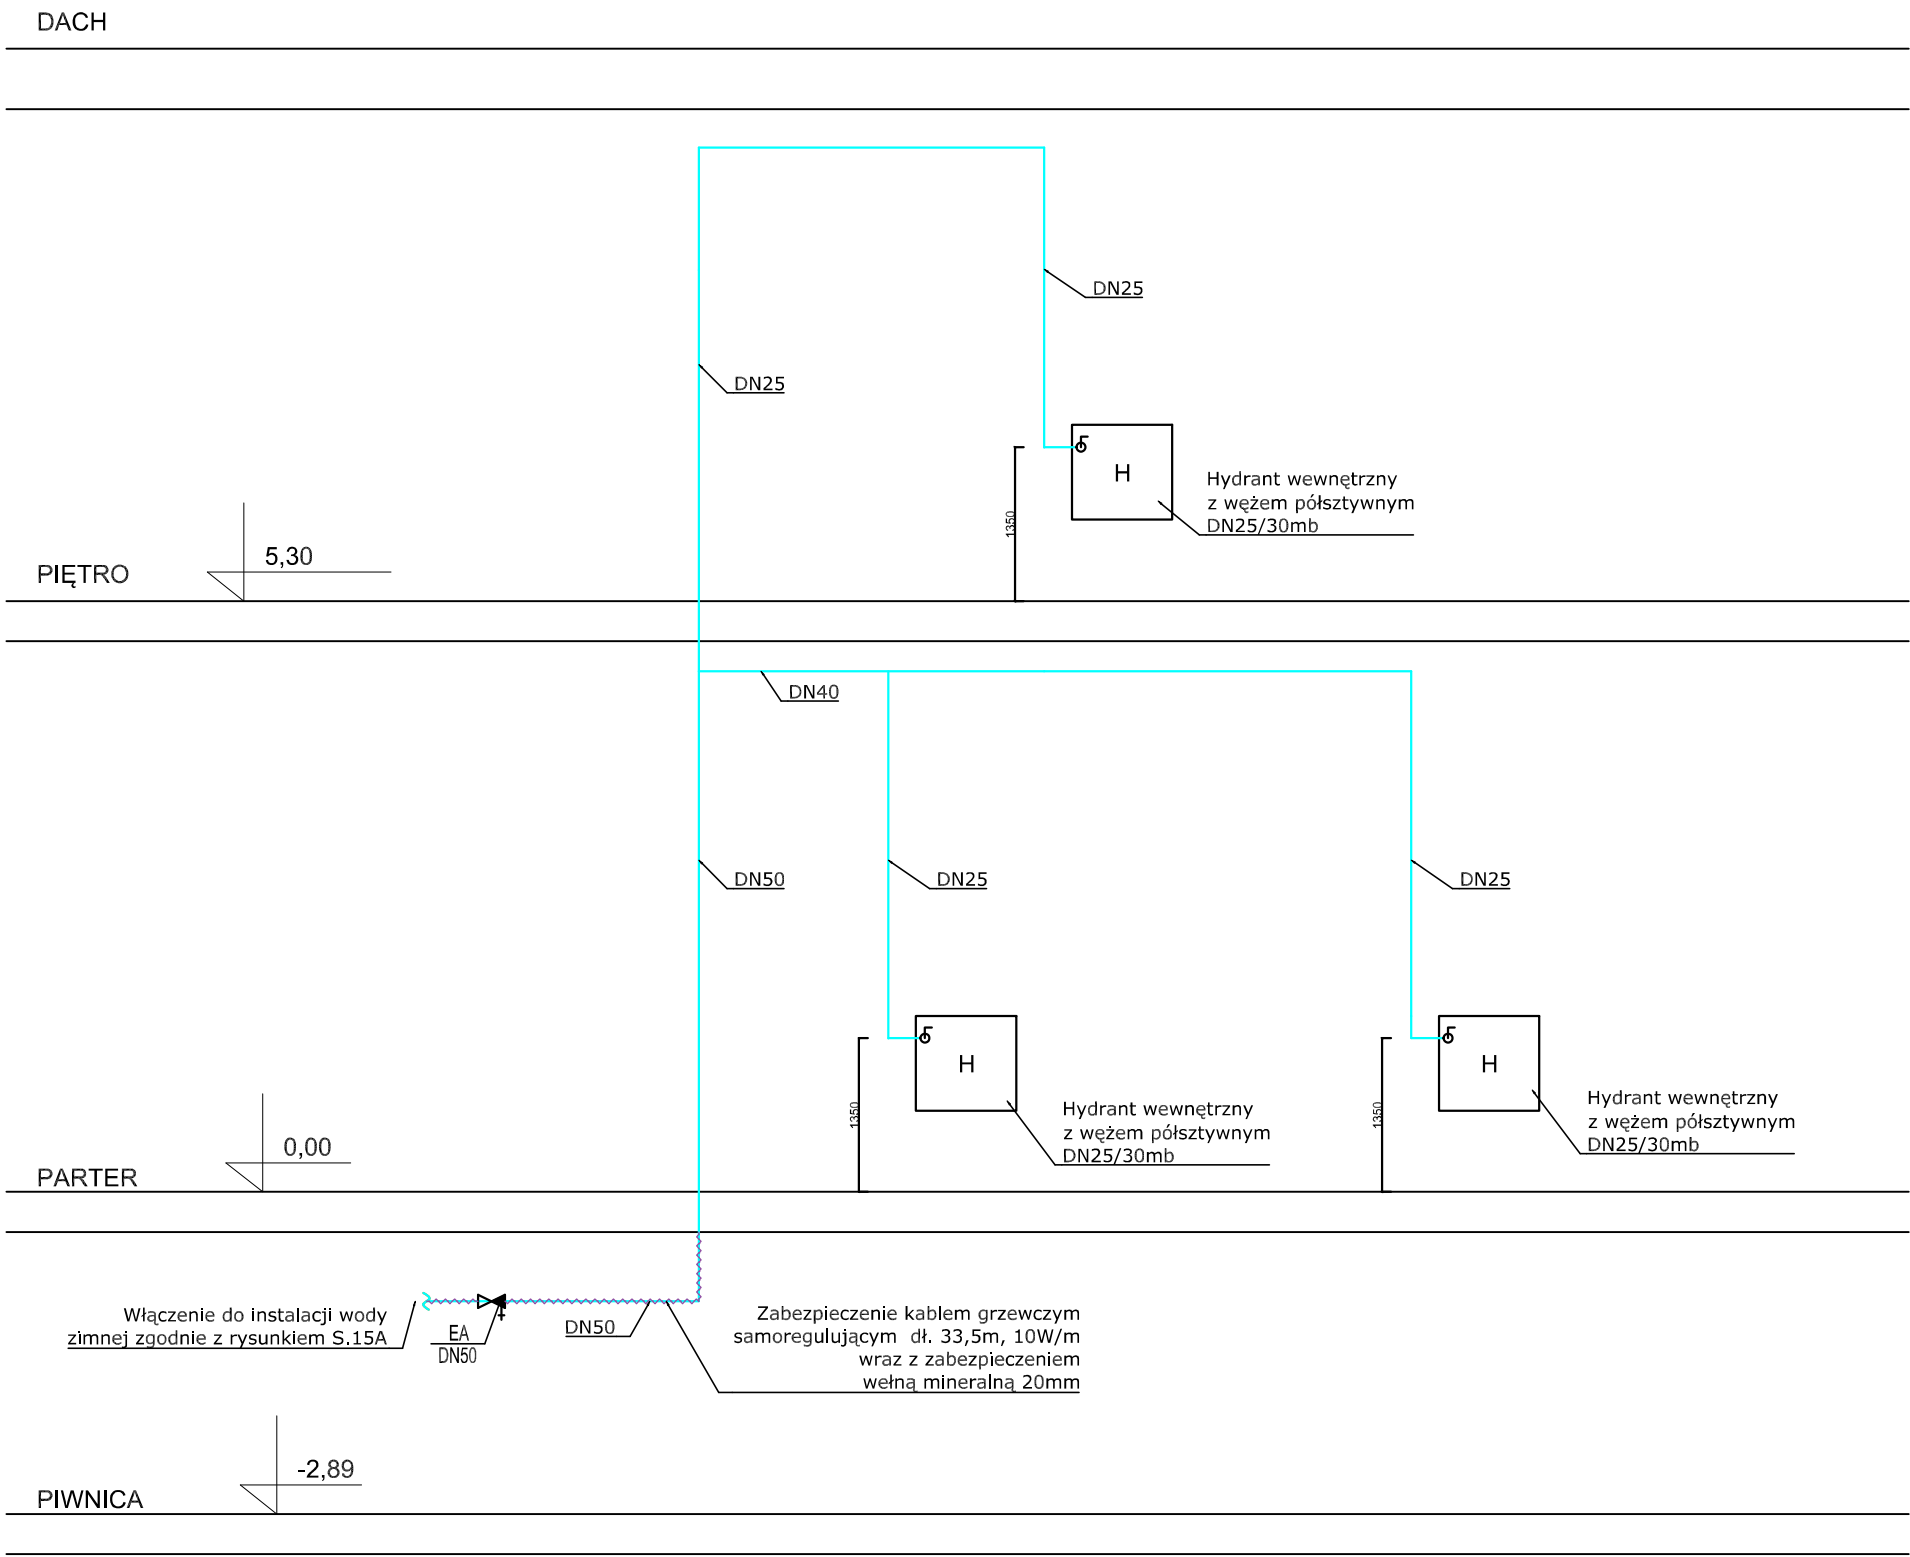 DACH
DN25
DN25
H
Hydrant wewnętrzny
z wężem półsztywnym
DN25/30mb
1350
5,30
PIĘTRO
DN40
DN50
DN25
DN25
H
H
Hydrant wewnętrzny
z wężem półsztywnym
DN25/30mb
Hydrant wewnętrzny
z wężem półsztywnym
DN25/30mb
1350
1350
0,00
PARTER
Włączenie do instalacji wody
zimnej zgodnie z rysunkiem S.15A
EA
DN50
DN50
Zabezpieczenie kablem grzewczym
samoregulującym dł. 33,5m, 10W/m
wraz z zabezpieczeniem
wełną mineralną 20mm
-2,89
PIWNICA